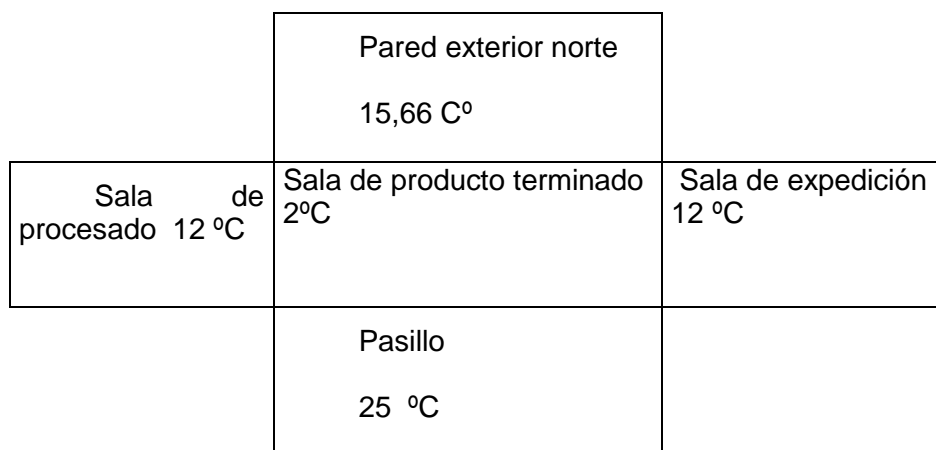 Pared exterior norte
15,66 Cº
Sala de
procesado 12 ºC
Sala de producto terminado
2ºC
Sala de expedición
12 ºC
Pasillo
25 ºC